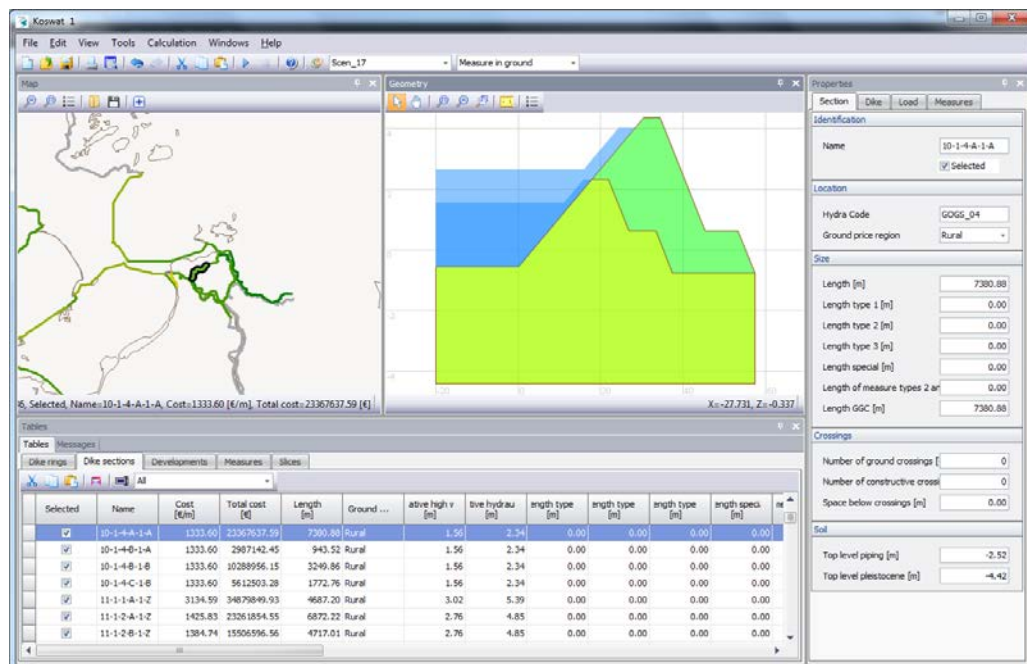 Koswat 1
File Edit View Tools Calculation Windows Help
Scen_17 Measure in ground
Map
Geometry
Properties
Section Dike Load Measures
Identification
Name 10-1-4-A-1-A
Selected
Location
Hydra Code GOGS_04
Ground price region Rural
Size
Length [m] 7380.88
Length type 1 [m] 0.00
Length type 2 [m] 0.00
Length type 3 [m] 0.00
Length special [m] 0.00
Length of measure types 2 ar 0.00
Length GGC [m] 7380.88
Crossings
Number of ground crossings [ 0
Number of constructive crossi 0
Space below crossings [m] 0.00
Soil
Top level piping [m] -2.52
Top level pleistocene [m] -4.42
Selected, Name=10-1-4-A-1-A, Cost=1333.60 [€/m], Total cost=23367637.59 [€]
X=-27.731, Z=-0.337
Tables
Tables Messages
Dike rings Dike sections Developments Measures Slices
All
Selected Name Cost [€/m] Total cost [€] Length [m] Ground ... ative high v [m] tive hydrau [m] ength type [m] ength type [m] ength type [m] ength speci. [m]
10-1-4-A-1-A 1333.60 23367637.59 7380.88 Rural 1.56 2.34 0.00 0.00 0.00 0.00
10-1-4-B-1-A 1333.60 2987142.45 943.52 Rural 1.56 2.34 0.00 0.00 0.00 0.00
10-1-4-B-1-B 1333.60 10288956.15 3249.86 Rural 1.56 2.34 0.00 0.00 0.00 0.00
10-1-4-C-1-B 1333.60 5612503.28 1772.76 Rural 1.56 2.34 0.00 0.00 0.00 0.00
11-1-1-A-1-Z 3134.59 34879849.93 4687.20 Rural 3.02 5.39 0.00 0.00 0.00 0.00
11-1-2-A-1-Z 1425.83 23261854.55 6872.22 Rural 2.76 4.85 0.00 0.00 0.00 0.00
11-1-2-B-1-Z 1384.74 15506596.56 4717.01 Rural 2.76 4.85 0.00 0.00 0.00 0.00